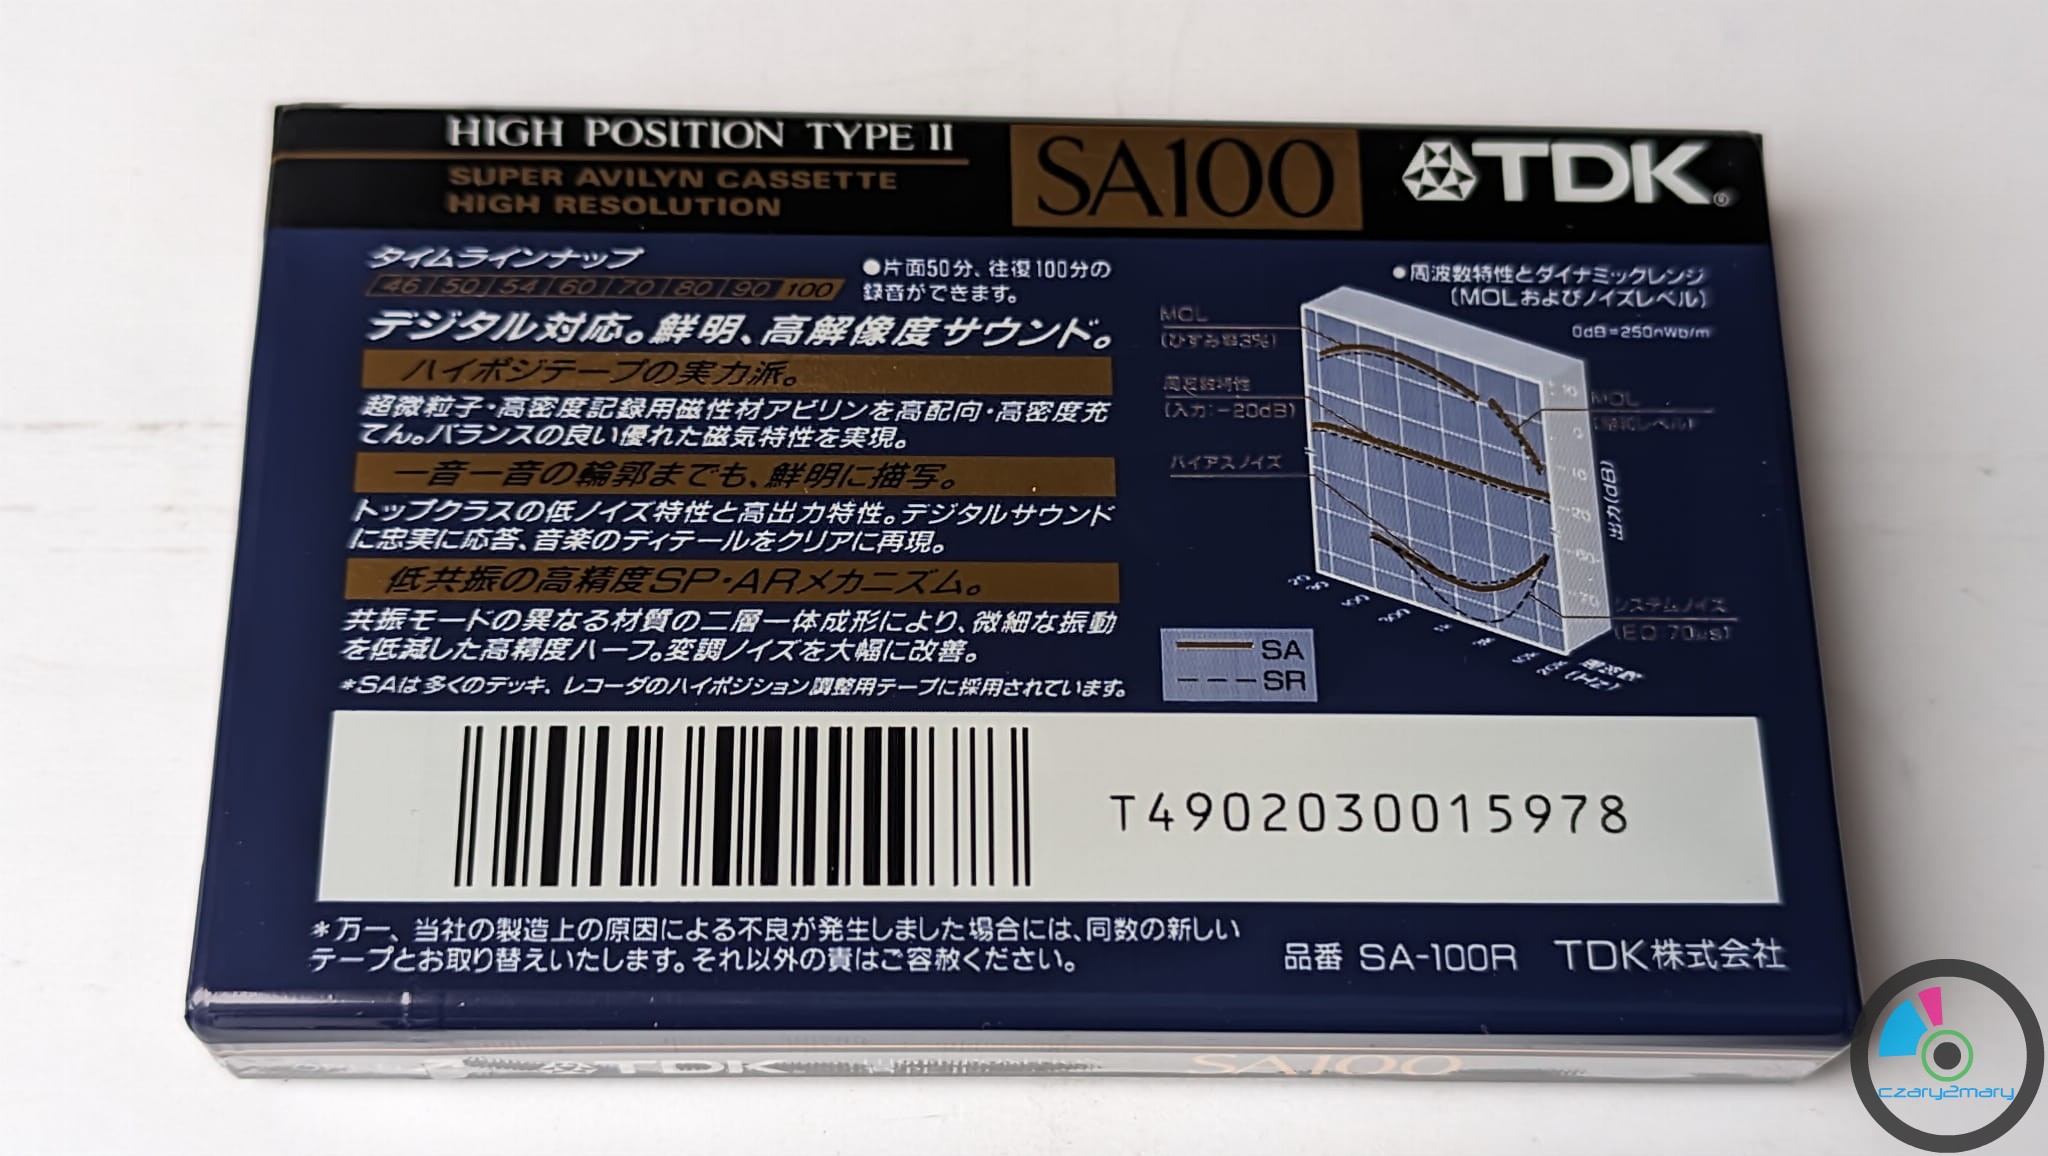 HIGH POSITION TYPE II
SUPER AVILYN CASSETTE
HIGH RESOLUTION
SA100
TDK
タイムラインナップ
46 50 54 60 70 80 90 100
●片面50分、往復100分の
録音ができます。
デジタル対応。鮮明、高解像度サウンド。
ハイポジテープの実力派。
超微粒子・高密度記録用磁性材アビリンを高配向・高密度充
てん。バランスの良い優れた磁気特性を実現。
一音一音の輪郭までも、鮮明に描写。
トップクラスの低ノイズ特性と高出力特性。デジタルサウンド
に忠実に応答、音楽のディテールをクリアに再現。
低共振の高精度SP・ARメカニズム。
共振モードの異なる材質の二層一体成形により、微細な振動
を低減した高精度ハーフ。変調ノイズを大幅に改善。
*SAは多くのデッキ、レコーダのハイポジション調整用テープに採用されています。
●周波数特性とダイナミックレンジ
(MOLおよびノイズレベル)
0dB=250nWb/m
MOL
(ひずみ率3%)
周波数特性
(入力:-20dB)
バイアスノイズ
MOL
出力(dB)
システムノイズ
(EQ 70μs)
(Hz)
SA
SR
T4902030015978
*万一、当社の製造上の原因による不良が発生しました場合には、同数の新しい
テープとお取り替えいたします。それ以外の責はご容赦ください。
品番 SA-100R TDK株式会社
TDK
SA100
czary2mary